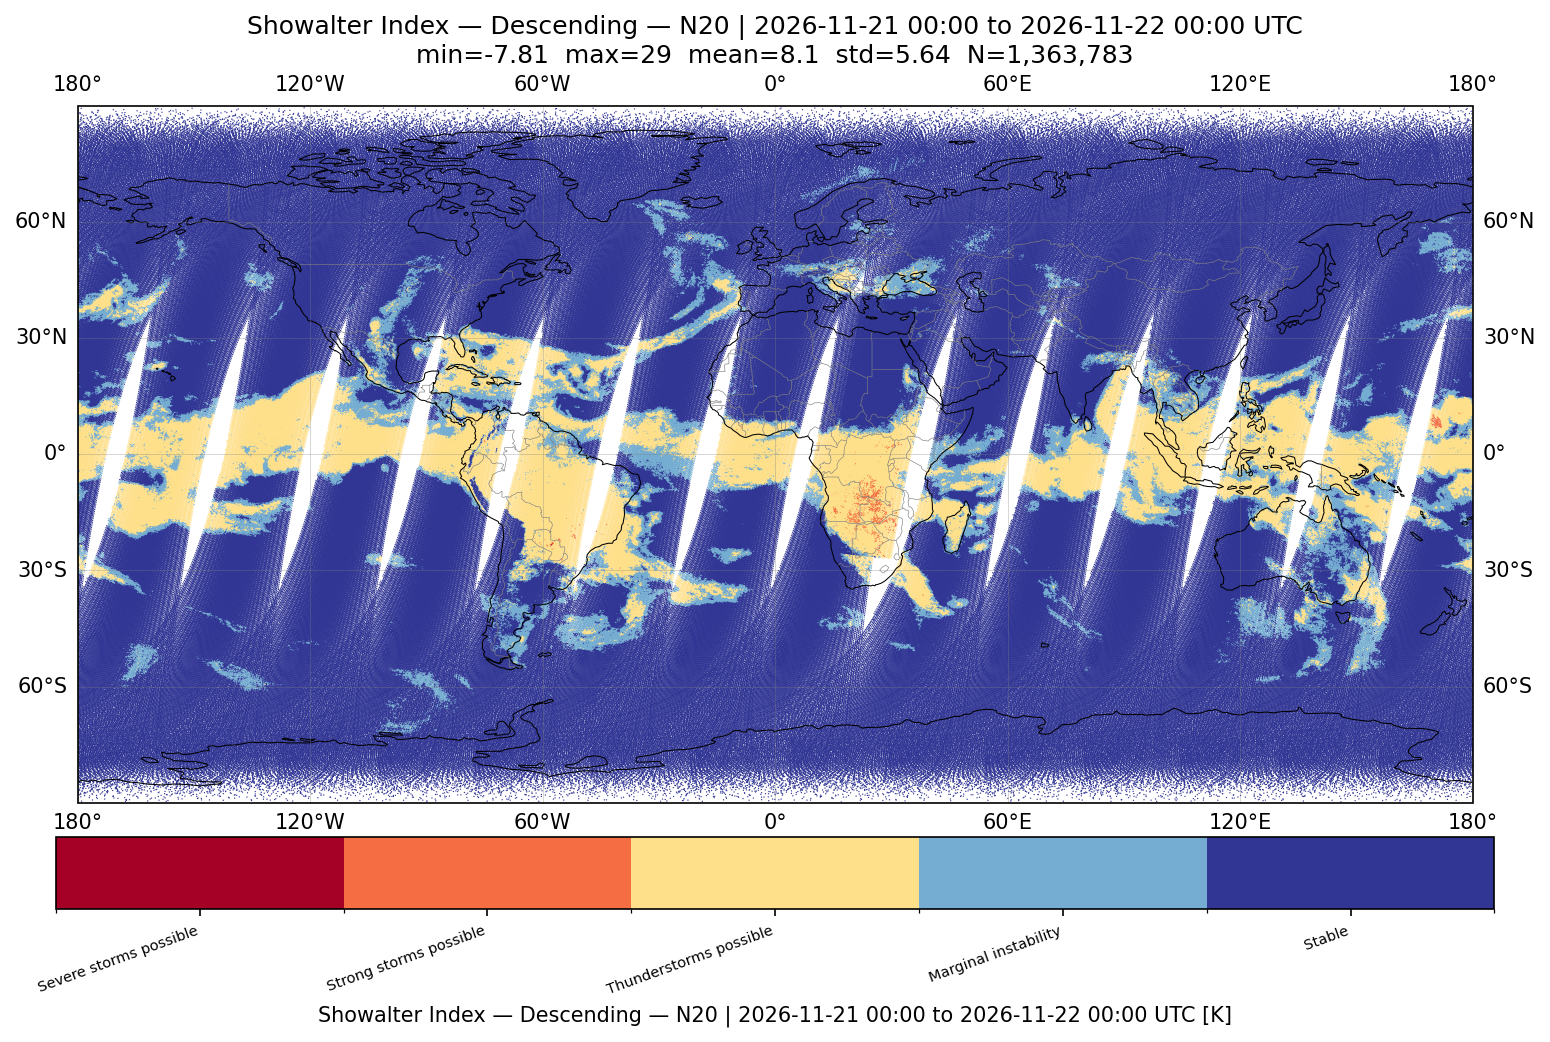 Showalter Index — Descending — N20 | 2026-11-21 00:00 to 2026-11-22 00:00 UTC
min=-7.81 max=29 mean=8.1 std=5.64 N=1,363,783
180° 120°W 60°W 0° 60°E 120°E 180°
60°N 60°N
30°N 30°N
0° 0°
30°S 30°S
60°S 60°S
180° 120°W 60°W 0° 60°E 120°E 180°
Severe storms possible Strong storms possible Thunderstorms possible Marginal instability Stable
Showalter Index — Descending — N20 | 2026-11-21 00:00 to 2026-11-22 00:00 UTC [K]